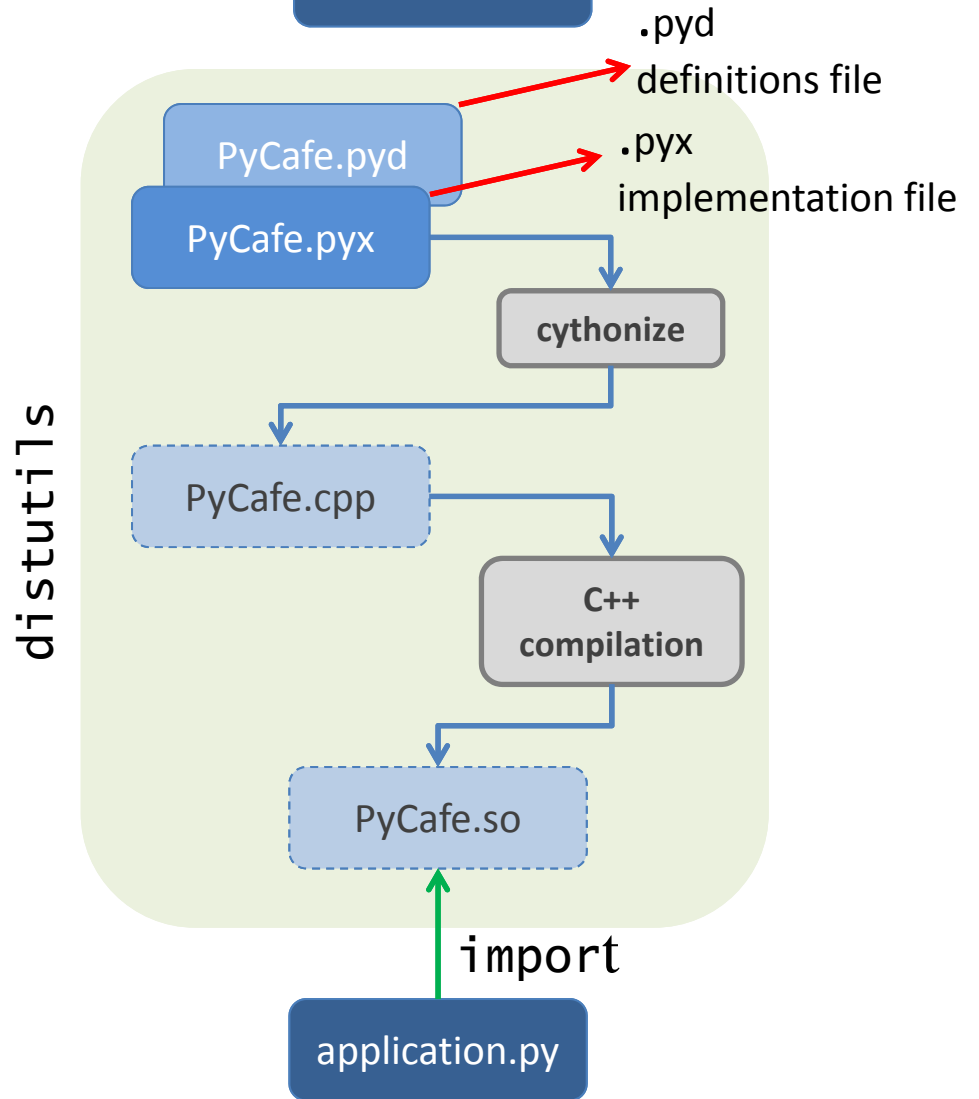 .pyd
definitions file
PyCafe.pyd
.pyx
implementation file
PyCafe.pyx
cythonize
distutils
PyCafe.cpp
C++
compilation
PyCafe.so
import
application.py